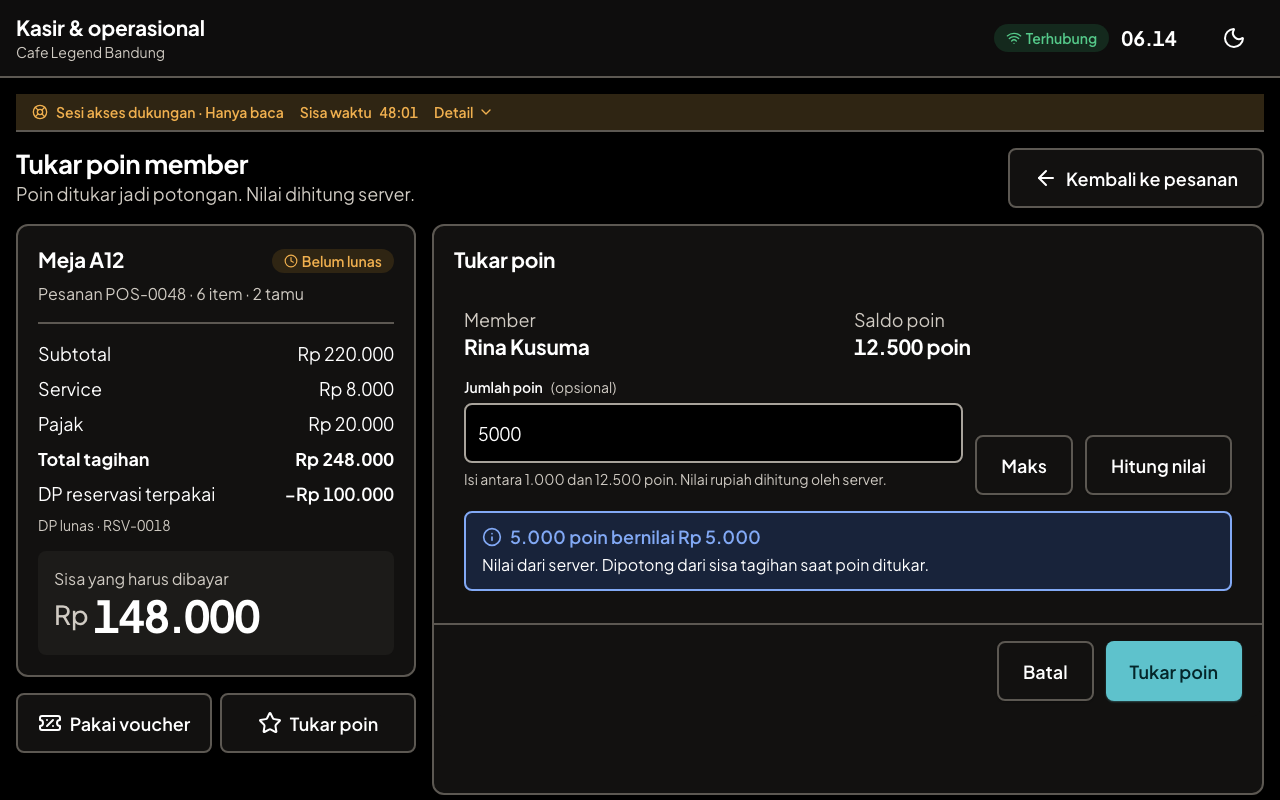 Kasir & operasional
Cafe Legend Bandung
Terhubung
06.14
Sesi akses dukungan · Hanya baca Sisa waktu 48:01 Detail
Tukar poin member
Poin ditukar jadi potongan. Nilai dihitung server.
Kembali ke pesanan
Meja A12
Belum lunas
Pesanan POS-0048 · 6 item · 2 tamu
Subtotal Rp 220.000
Service Rp 8.000
Pajak Rp 20.000
Total tagihan Rp 248.000
DP reservasi terpakai −Rp 100.000
DP lunas · RSV-0018
Sisa yang harus dibayar
Rp 148.000
Pakai voucher
Tukar poin
Tukar poin
Member
Rina Kusuma
Saldo poin
12.500 poin
Jumlah poin (opsional)
5000
Isi antara 1.000 dan 12.500 poin. Nilai rupiah dihitung oleh server.
Maks
Hitung nilai
5.000 poin bernilai Rp 5.000
Nilai dari server. Dipotong dari sisa tagihan saat poin ditukar.
Batal
Tukar poin